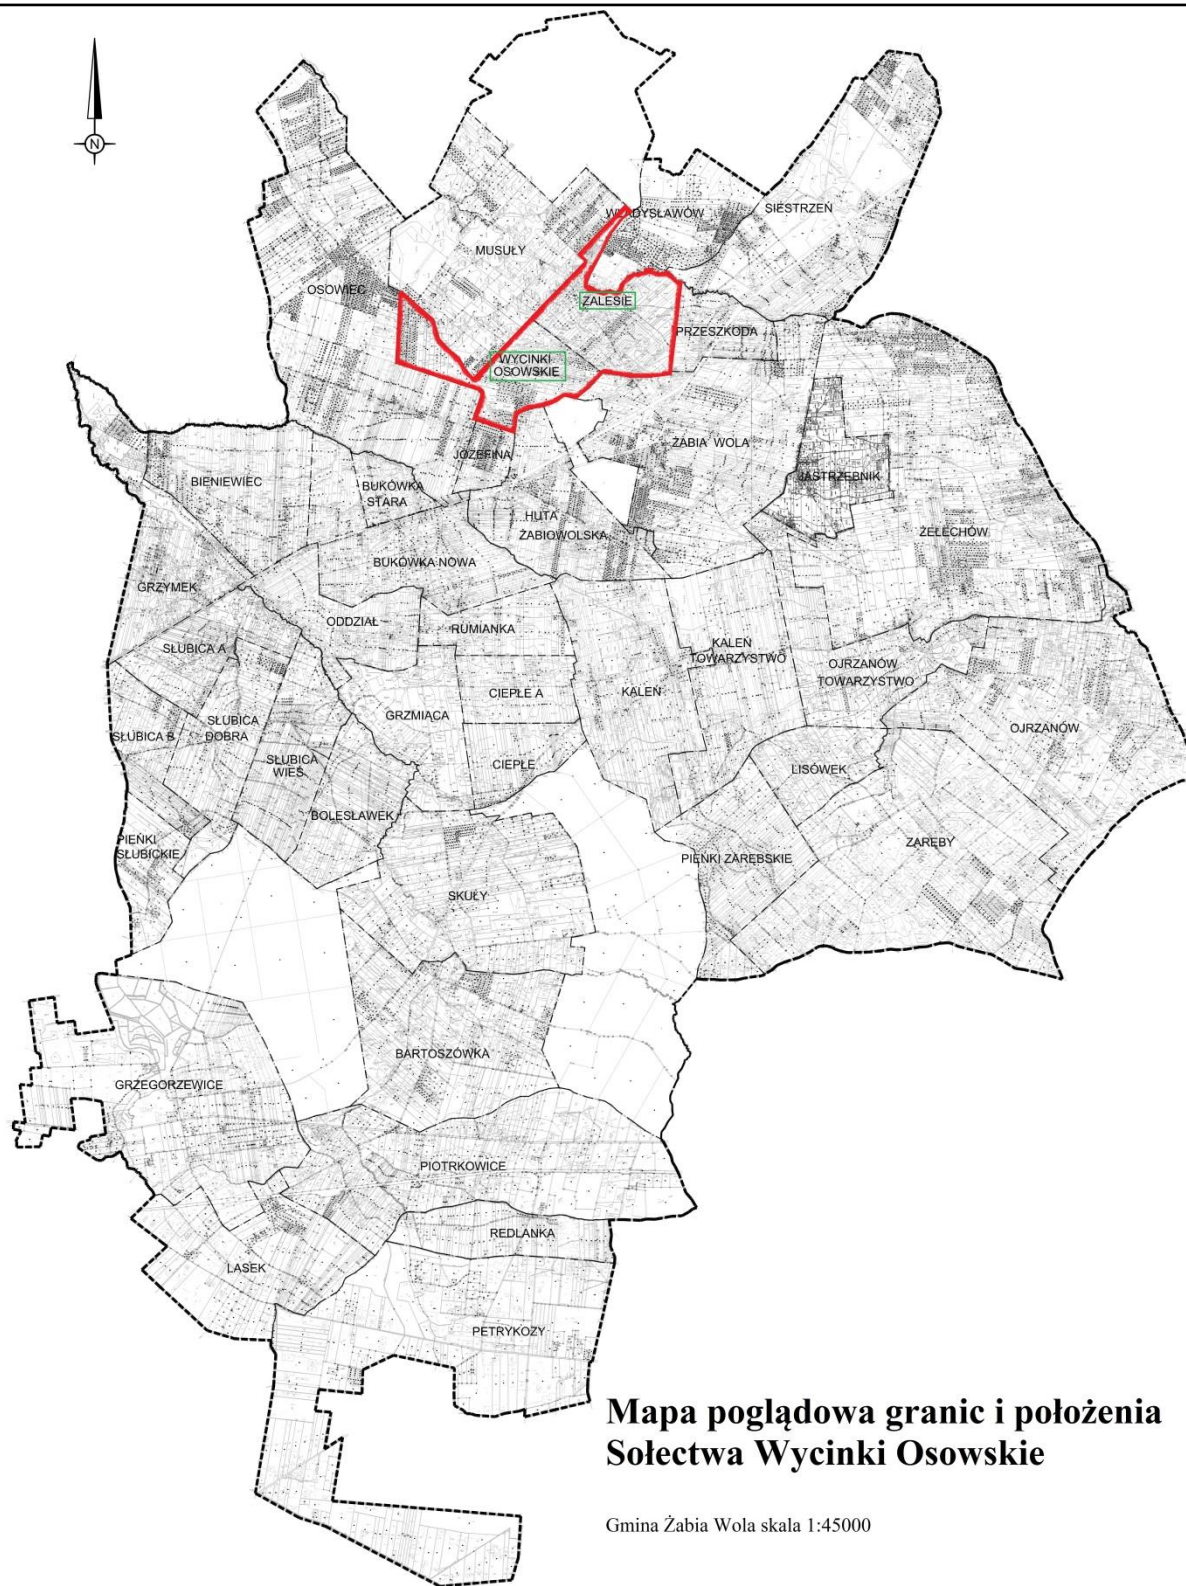 N
WŁADYSŁAWÓW
SIESTRZEŃ
MUSUŁY
OSOWIEC
ZALESIE
PRZESZKODA
WYCINKI
OSOWSKIE
ŻABIA WOLA
JÓZEFINA
JASTRZĘBNIK
BIENIEWIEC
BUKÓWKA
STARA
HUTA
ŻABIOWOLSKA
ŻELECHÓW
BUKÓWKA NOWA
GRZYMEK
ODDZIAŁ
RUMIANKA
SŁUBICA A
KALEŃ
TOWARZYSTWO
OJRZANÓW
TOWARZYSTWO
CIEPŁE A
KALEŃ
GRZMIĄCA
SŁUBICA
DOBRA
SŁUBICA B
OJRZANÓW
SŁUBICA
WIEŚ
CIEPŁE
LISÓWEK
BOLESŁAWEK
PIEŃKI
SŁUBICKIE
ZARĘBY
PIEŃKI ZARĘBSKIE
SKUŁY
BARTOSZÓWKA
GRZEGORZEWICE
PIOTRKOWICE
REDLANKA
LASEK
PETRYKOZY
Mapa poglądowa granic i położenia
Sołectwa Wycinki Osowskie
Gmina Żabia Wola skala 1:45000